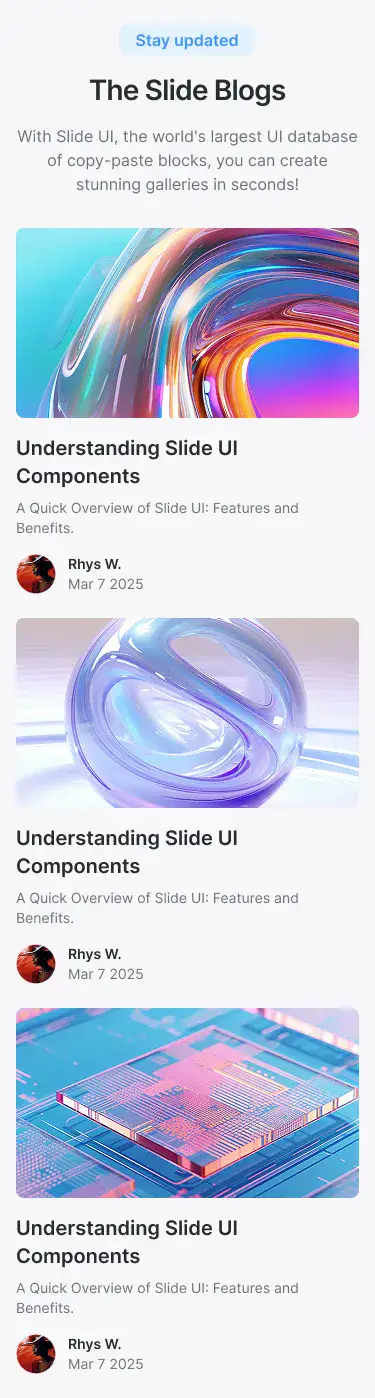 Stay updated
The Slide Blogs
With Slide UI, the world's largest UI database
of copy-paste blocks, you can create
stunning galleries in seconds!
Understanding Slide UI
Components
A Quick Overview of Slide UI: Features and
Benefits.
Rhys W.
Mar 7 2025
Understanding Slide UI
Components
A Quick Overview of Slide UI: Features and
Benefits.
Rhys W.
Mar 7 2025
Understanding Slide UI
Components
A Quick Overview of Slide UI: Features and
Benefits.
Rhys W.
Mar 7 2025